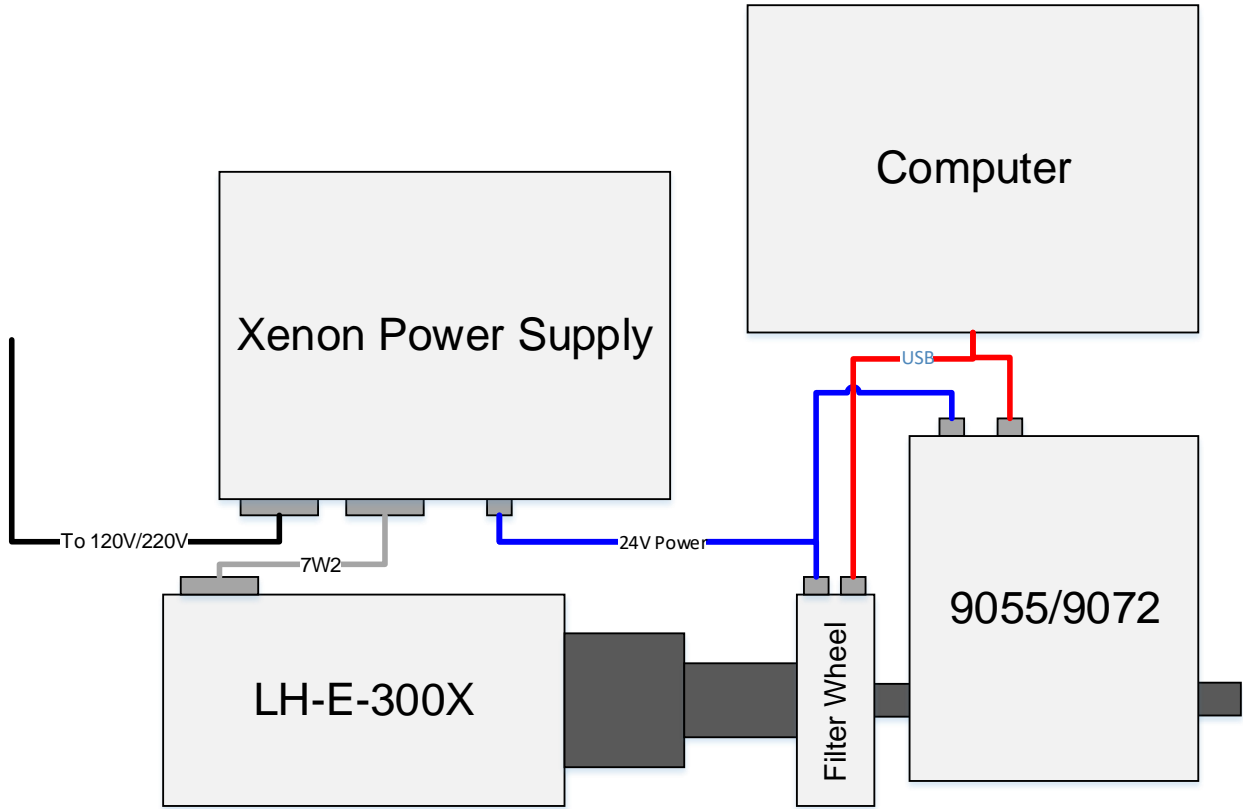 Computer
Xenon Power Supply
USB
To 120V/220V
24V Power
7W2
9055/9072
LH-E-300X
Filter Wheel